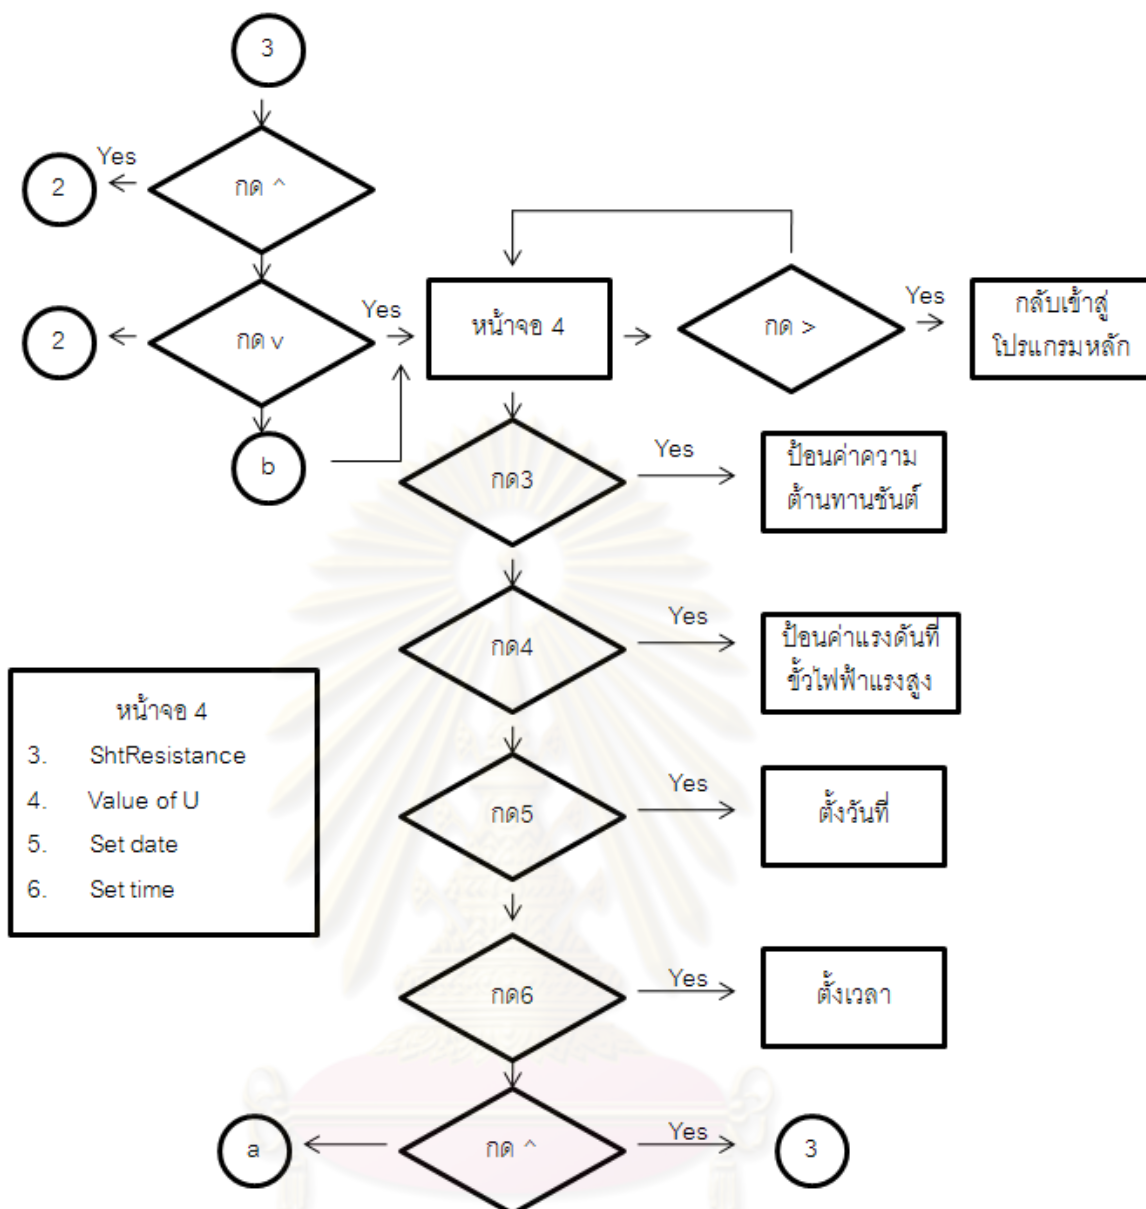 3
Yes
2
กด ^
2
กด v
Yes
หน้าจอ 4
กด >
Yes
กลับเข้าสู่
โปรแกรมหลัก
b
กด3
Yes
ป้อนค่าความ
ต้านทานชันต์
กด4
Yes
ป้อนค่าแรงดันที่
ขั้วไฟฟ้าแรงสูง
หน้าจอ 4
3. ShtResistance
4. Value of U
5. Set date
6. Set time
กด5
Yes
ตั้งวันที่
กด6
Yes
ตั้งเวลา
a
กด ^
Yes
3